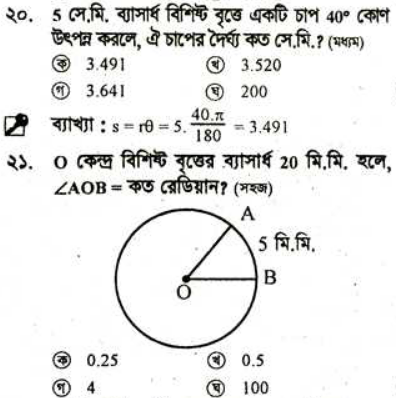 ২০. 5 সে.মি. ব্যাসার্ধ বিশিষ্ট বৃত্তে একটি চাপ 40° কোণ
উৎপন্ন করলে, ঐ চাপের দৈর্ঘ্য কত সে.মি.? (মধ্যম)
ক 3.491 খ 3.520
গ 3.641 ঘ 200
ব্যাখ্যা : s = rθ = 5. 40.π/180 = 3.491
২১. O কেন্দ্র বিশিষ্ট বৃত্তের ব্যাসার্ধ 20 মি.মি. হলে,
∠AOB = কত রেডিয়ান? (সহজ)
A
5 মি.মি.
O B
ক 0.25 খ 0.5
গ 4 ঘ 100